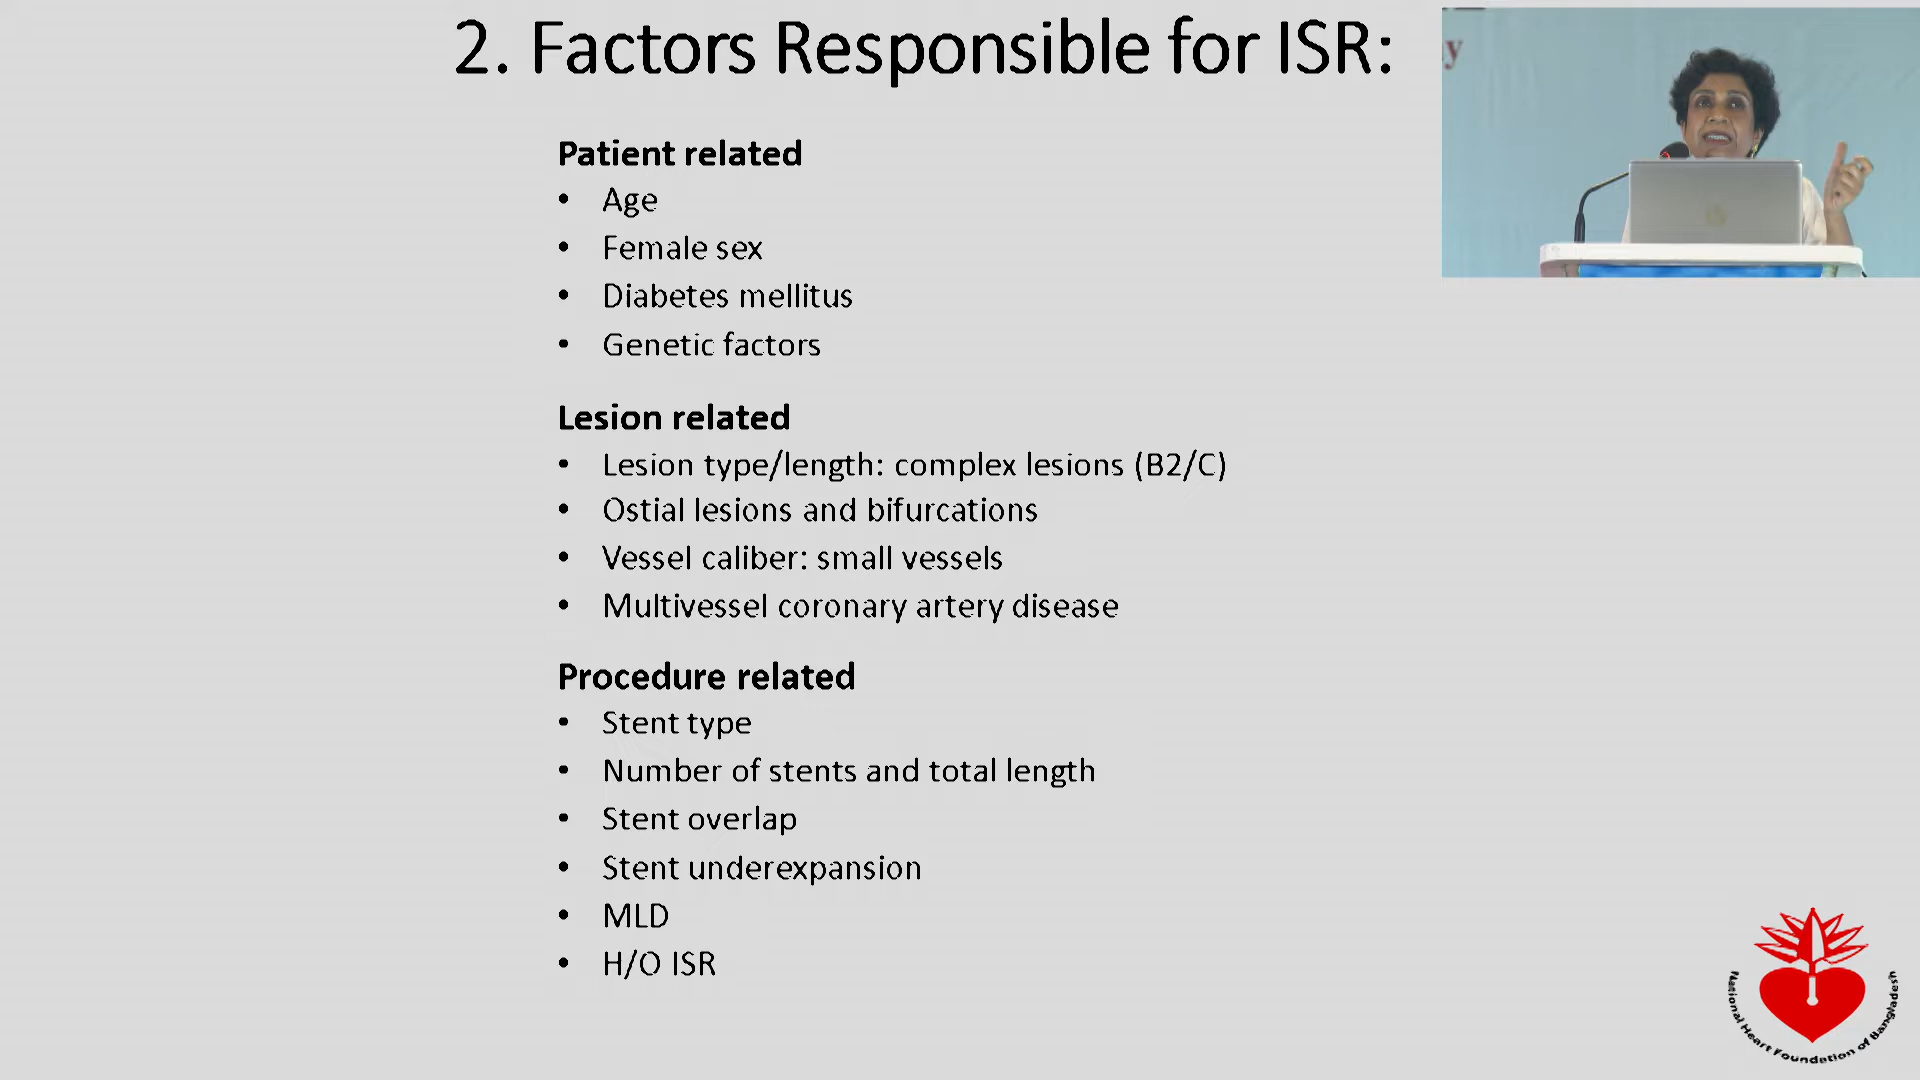 2. Factors Responsible for ISR:
y
Patient related
• Age
• Female sex
• Diabetes mellitus
• Genetic factors
Lesion related
• Lesion type/length: complex lesions (B2/C)
• Ostial lesions and bifurcations
• Vessel caliber: small vessels
• Multivessel coronary artery disease
Procedure related
• Stent type
• Number of stents and total length
• Stent overlap
• Stent underexpansion
• MLD
• H/O ISR
National Heart Foundation of Bangladesh